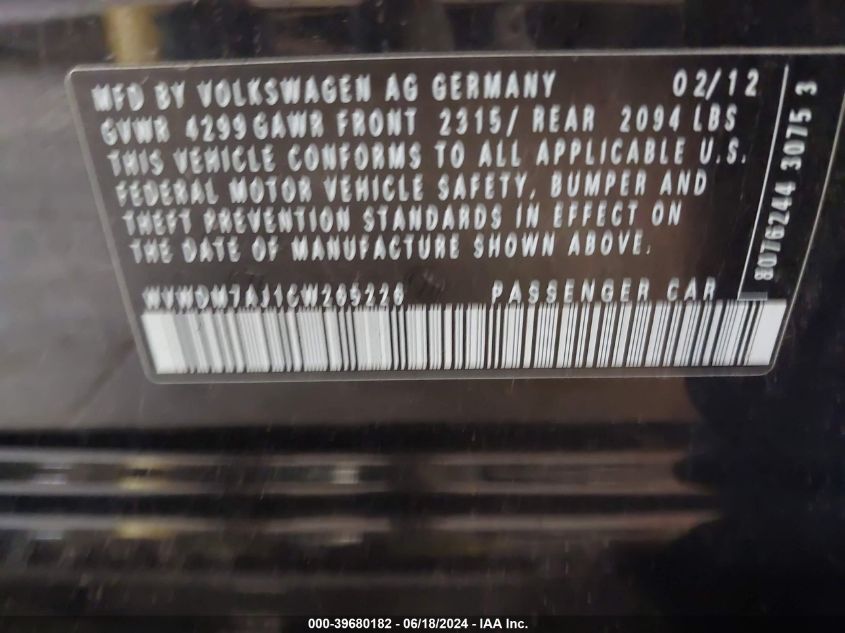 MFD BY VOLKSWAGEN AG GERMANY 02/12
GVWR 4299 GAWR FRONT 2315/ REAR 2094 LBS
THIS VEHICLE CONFORMS TO ALL APPLICABLE U.S.
FEDERAL MOTOR VEHICLE SAFETY, BUMPER AND
THEFT PREVENTION STANDARDS IN EFFECT ON
THE DATE OF MANUFACTURE SHOWN ABOVE.
WVWDM7AJ1CW265226 PASSENGER CAR
8076244 3075 3
000-39680182 - 06/18/2024 - IAA Inc.